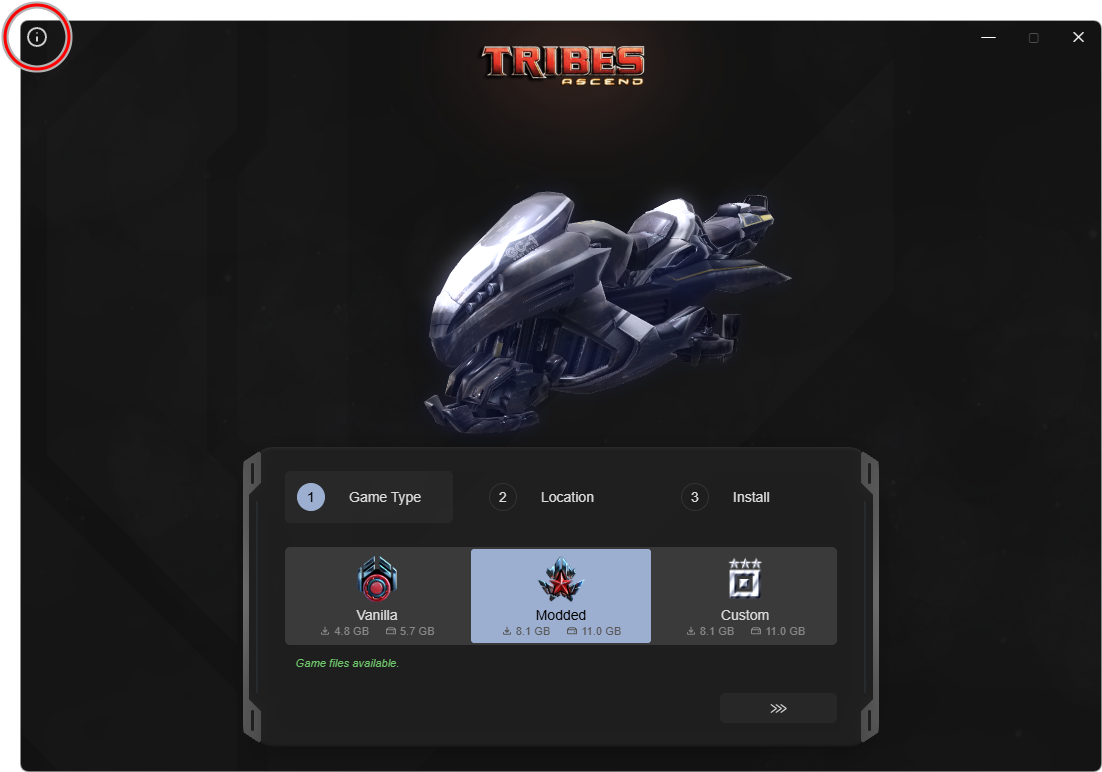 TRIBES
ASCEND
1 Game Type 2 Location 3 Install
Vanilla Modded Custom
4.8 GB 5.7 GB 8.1 GB 11.0 GB 8.1 GB 11.0 GB
Game files available.